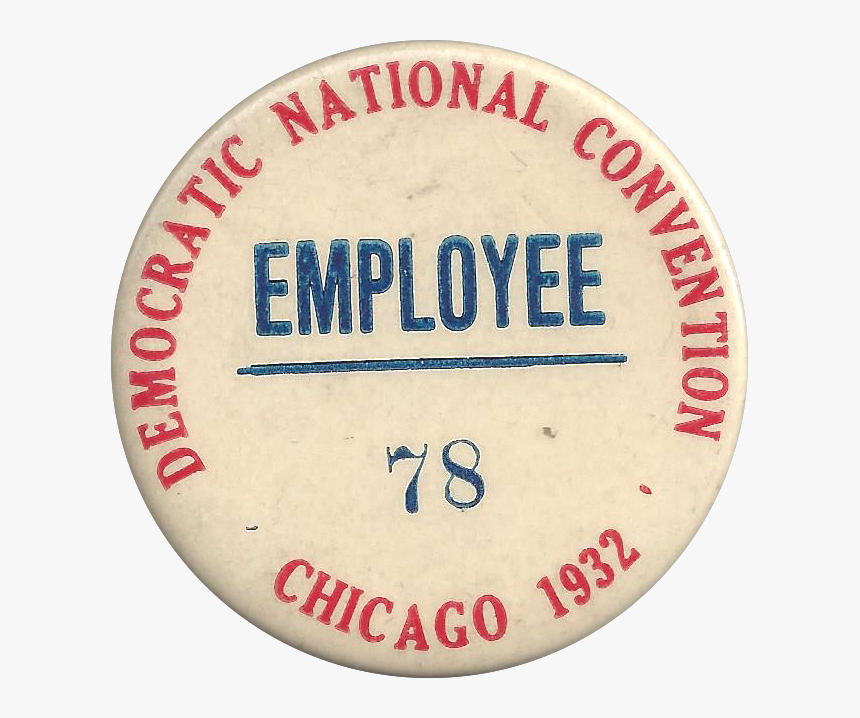 DEMOCRATIC NATIONAL CONVENTION
EMPLOYEE
78
CHICAGO 1932